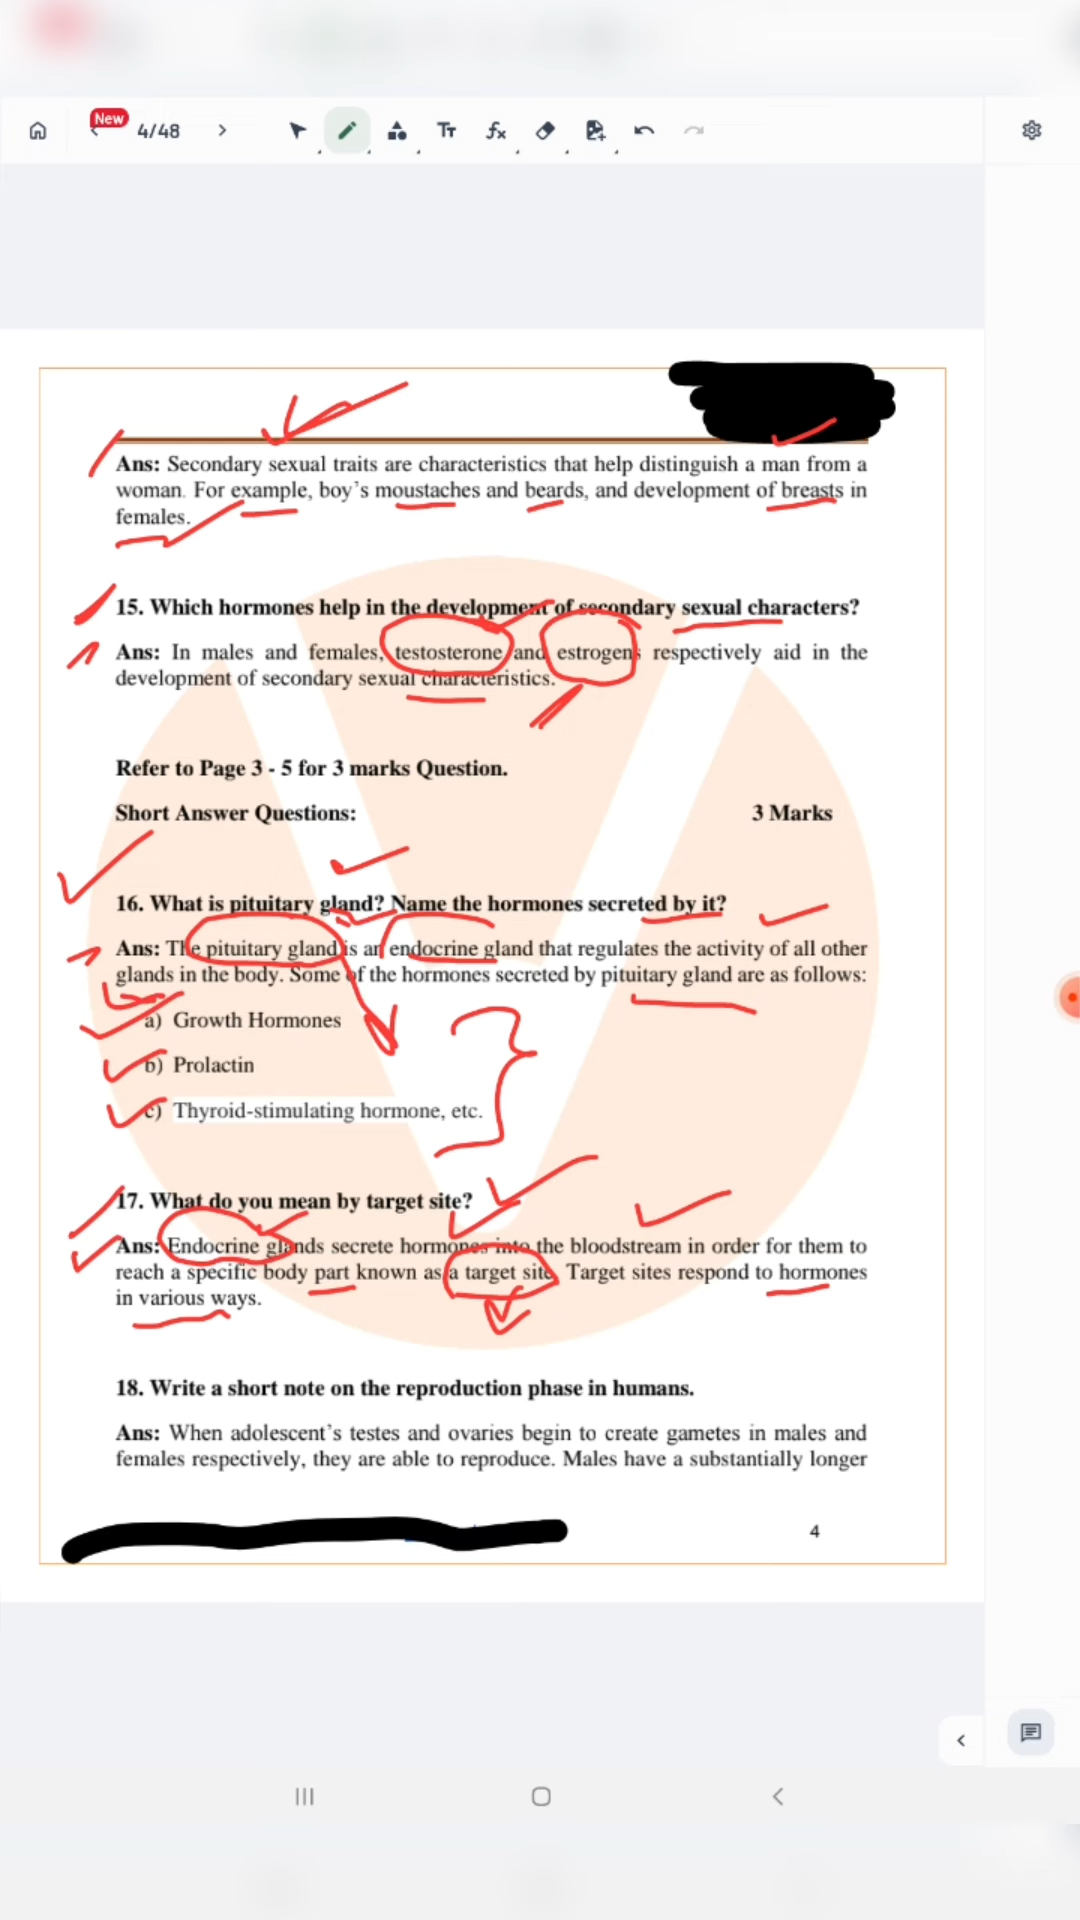 New
4/48
Ans: Secondary sexual traits are characteristics that help distinguish a man from a
woman. For example, boy's moustaches and beards, and development of breasts in
females.
15. Which hormones help in the development of secondary sexual characters?
Ans: In males and females, testosterone and estrogens respectively aid in the
development of secondary sexual characteristics.
Refer to Page 3 - 5 for 3 marks Question.
Short Answer Questions: 3 Marks
16. What is pituitary gland? Name the hormones secreted by it?
Ans: The pituitary gland is an endocrine gland that regulates the activity of all other
glands in the body. Some of the hormones secreted by pituitary gland are as follows:
a) Growth Hormones
b) Prolactin
c) Thyroid-stimulating hormone, etc.
17. What do you mean by target site?
Ans: Endocrine glands secrete hormones into the bloodstream in order for them to
reach a specific body part known as a target site. Target sites respond to hormones
in various ways.
18. Write a short note on the reproduction phase in humans.
Ans: When adolescent's testes and ovaries begin to create gametes in males and
females respectively, they are able to reproduce. Males have a substantially longer
4